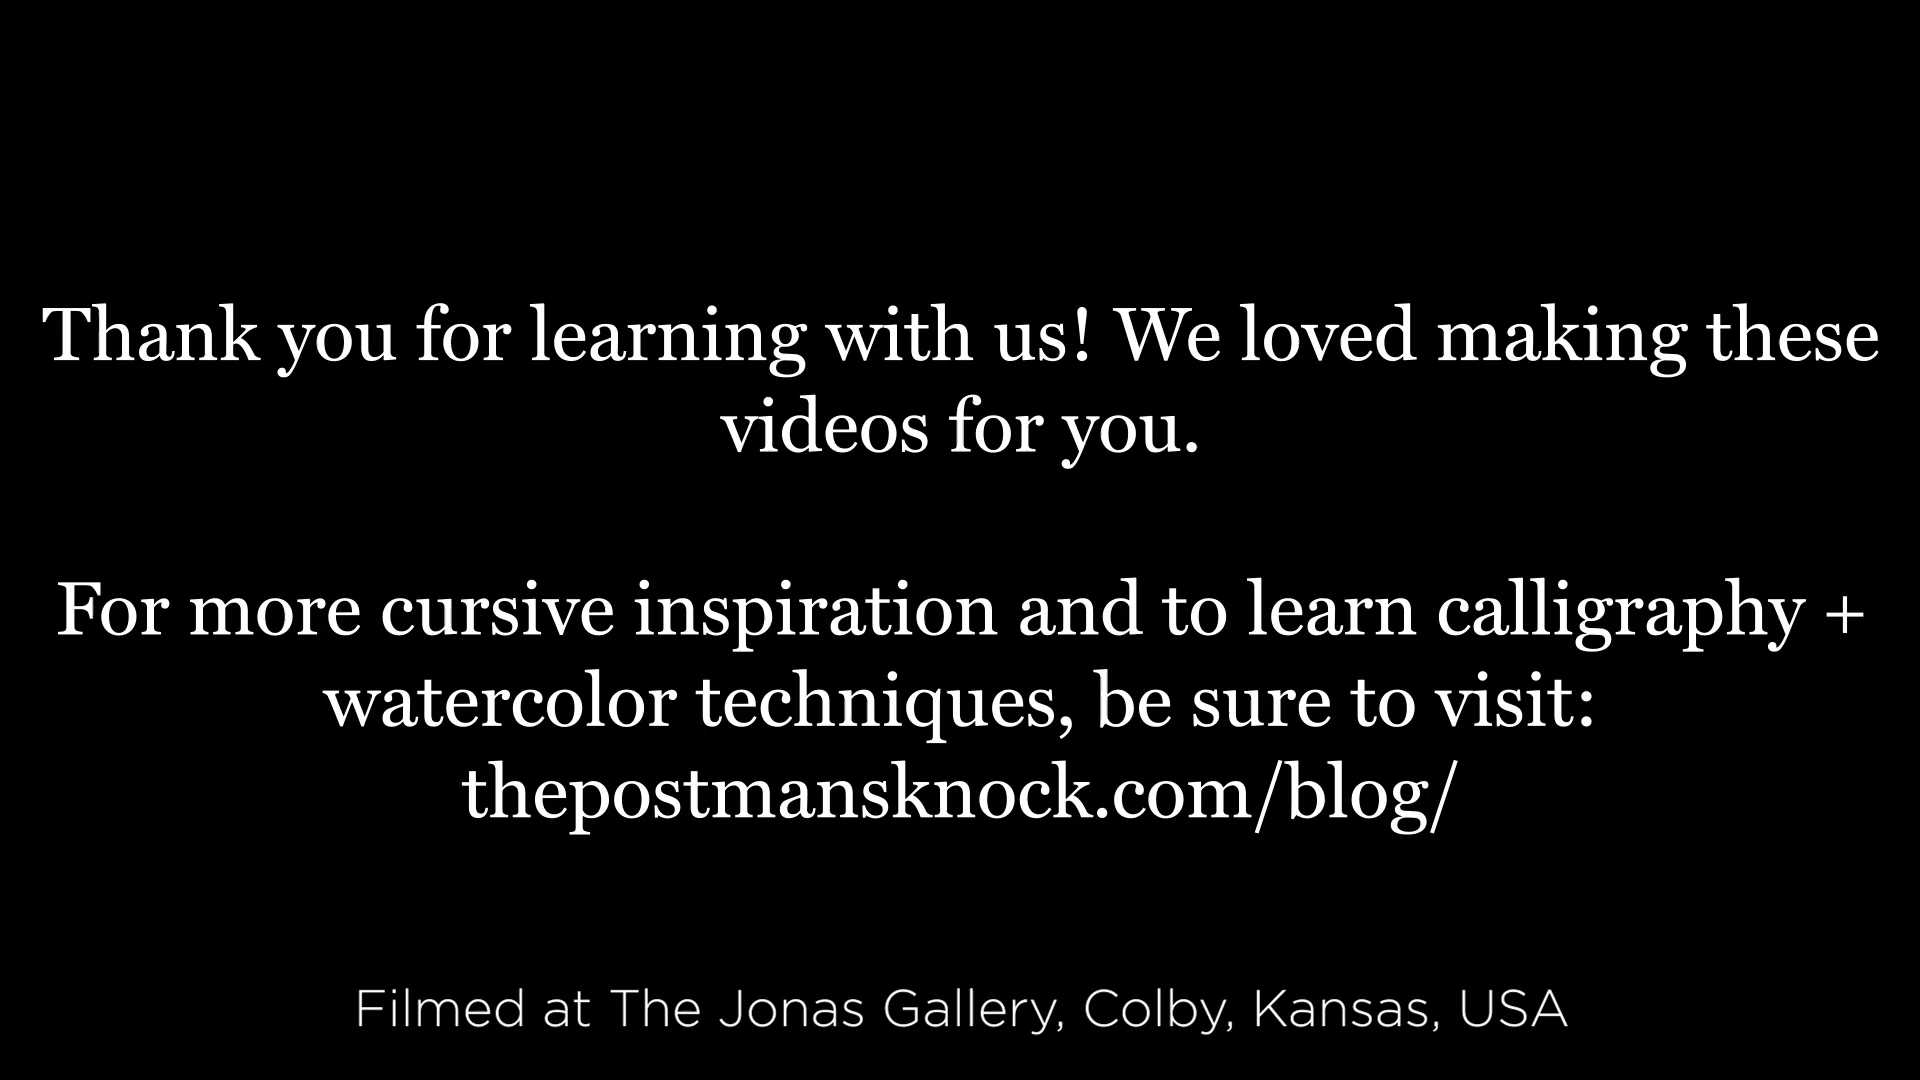 Thank you for learning with us! We loved making these
videos for you.
For more cursive inspiration and to learn calligraphy +
watercolor techniques, be sure to visit:
thepostmansknock.com/blog/
Filmed at The Jonas Gallery, Colby, Kansas, USA